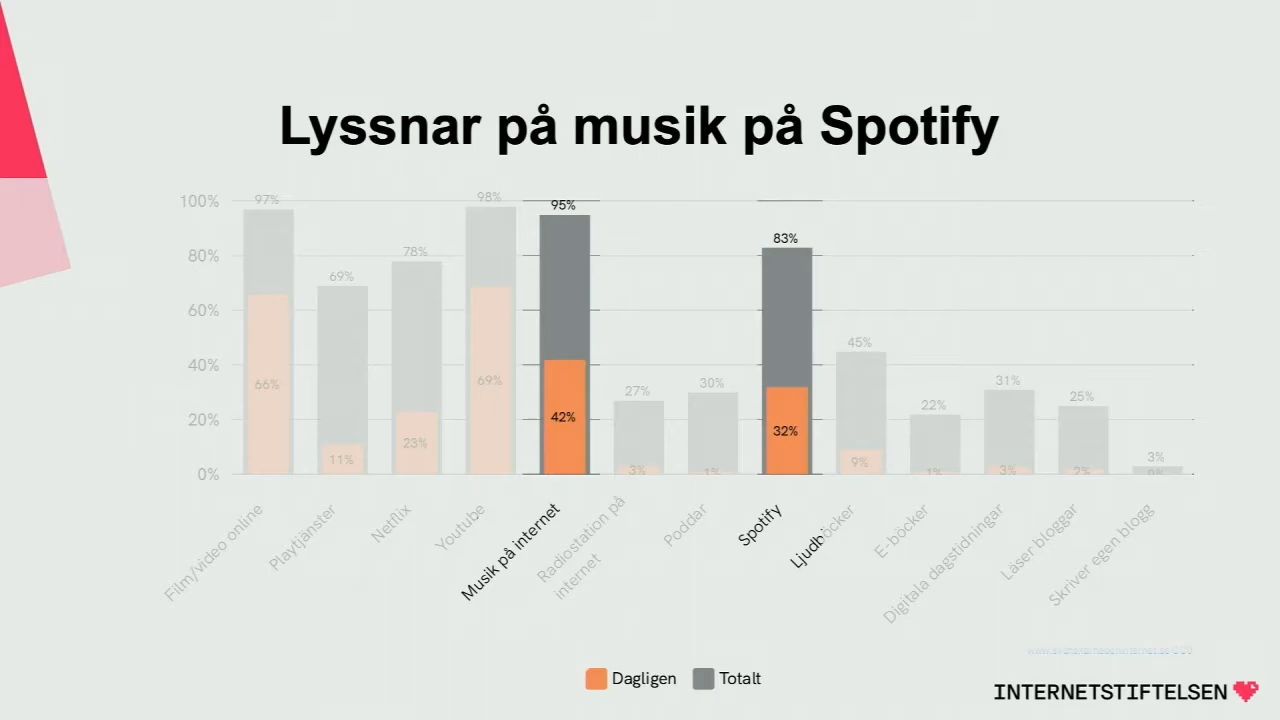 Lyssnar på musik på Spotify
100%
80%
60%
40%
20%
0%
97%
66%
69%
11%
78%
23%
98%
69%
95%
42%
27%
3%
30%
1%
83%
32%
45%
9%
22%
1%
31%
3%
25%
2%
3%
0%
Film/video online
Playtjänster
Netflix
Youtube
Musik på internet
Radiostation på
internet
Poddar
Spotify
Ljudböcker
E-böcker
Digitala dagstidningar
Läser bloggar
Skriver egen blogg
Dagligen
Totalt
INTERNETSTIFTELSEN